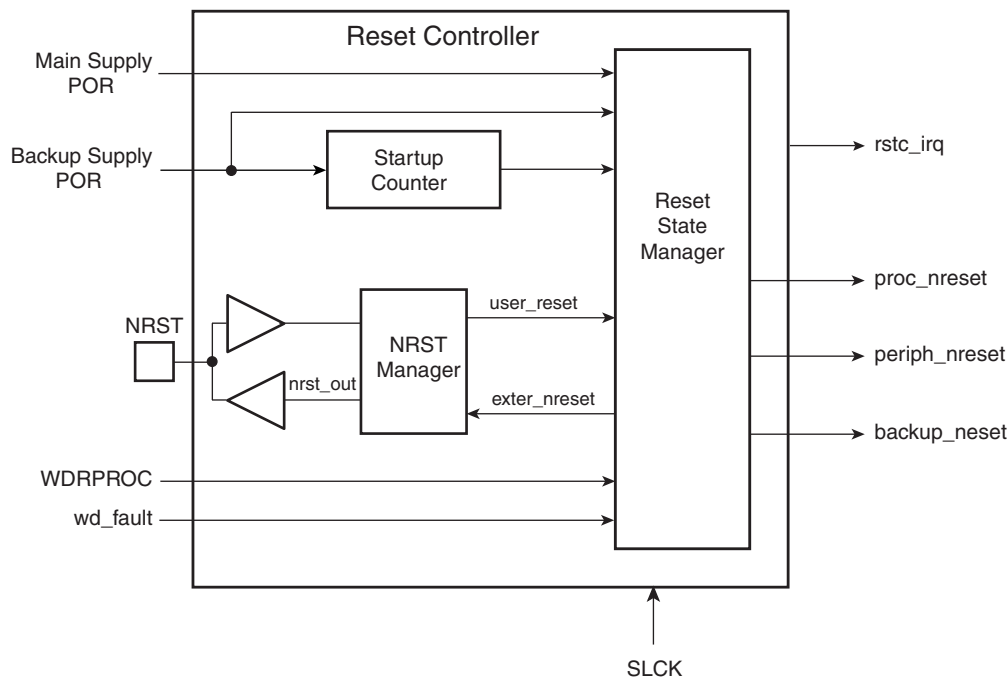 Reset Controller
Main Supply
POR
Backup Supply
POR
Startup
Counter
rstc_irq
Reset
State
Manager
proc_nreset
user_reset
NRST
NRST
Manager
periph_nreset
nrst_out
exter_nreset
backup_neset
WDRPROC
wd_fault
SLCK